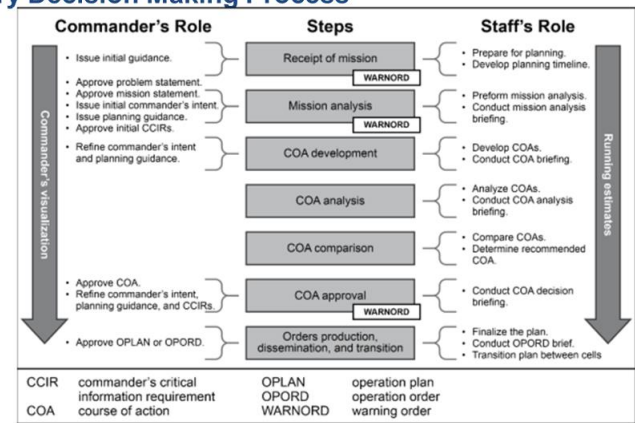 ry Decision Making Process
Commander's Role
Steps
Staff's Role
Commander's visualization
• Issue initial guidance.
Receipt of mission
WARNORD
• Prepare for planning.
• Develop planning timeline.
• Approve problem statement.
• Approve mission statement.
• Issue initial commander's intent.
• Issue planning guidance.
• Approve initial CCIRs.
Mission analysis
WARNORD
• Preform mission analysis.
• Conduct mission analysis
briefing.
• Refine commander's intent
and planning guidance.
COA development
• Develop COAs.
• Conduct COA briefing.
COA analysis
• Analyze COAs.
• Conduct COA analysis
briefing.
COA comparison
• Compare COAs.
• Determine recommended
COA.
• Approve COA.
• Refine commander's intent,
planning guidance, and CCIRs.
COA approval
WARNORD
• Conduct COA decision
briefing.
• Approve OPLAN or OPORD.
Orders production,
dissemination, and transition
• Finalize the plan.
• Conduct OPORD brief.
• Transition plan between cells
Running estimates
CCIR commander's critical
information requirement
COA course of action
OPLAN operation plan
OPORD operation order
WARNORD warning order